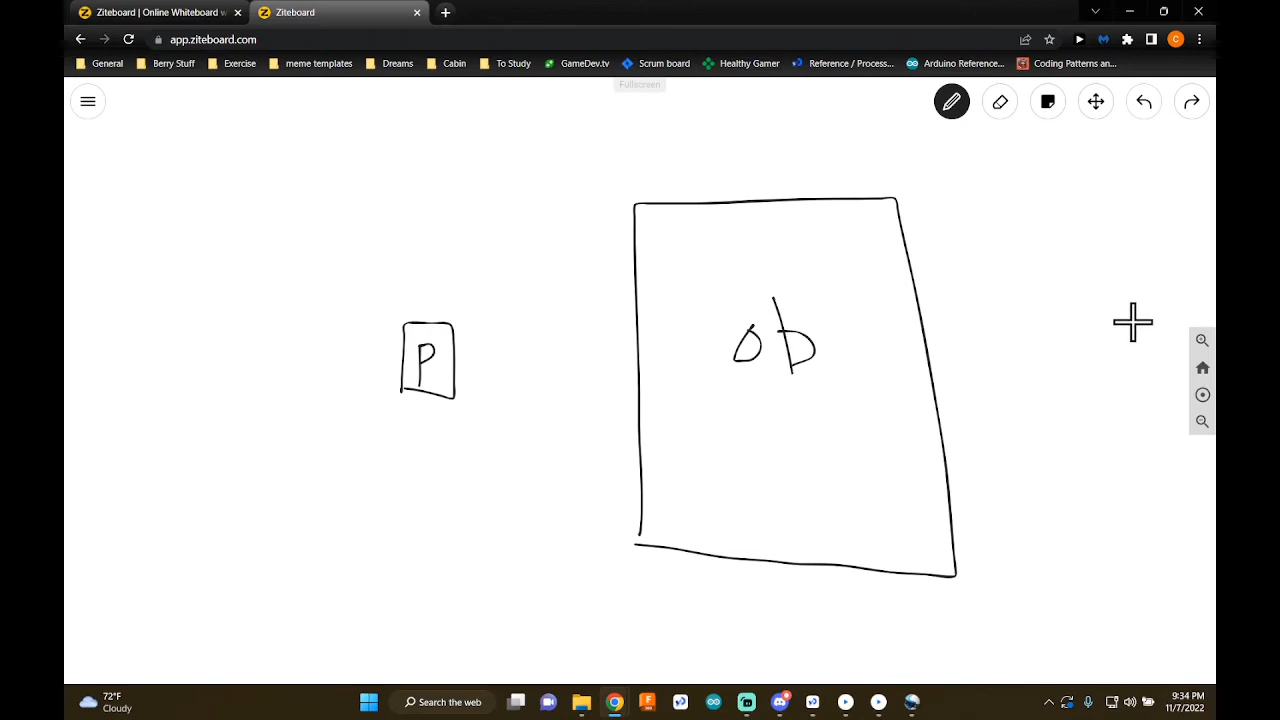 Ziteboard | Online Whiteboard w
Ziteboard
app.ziteboard.com
General
Berry Stuff
Exercise
meme templates
Dreams
Cabin
To Study
GameDev.tv
Scrum board
Healthy Gamer
Reference / Process...
Arduino Reference...
Coding Patterns an...
C
Fullscreen
P
ob
72°F
Cloudy
Search the web
9:34 PM
11/7/2022